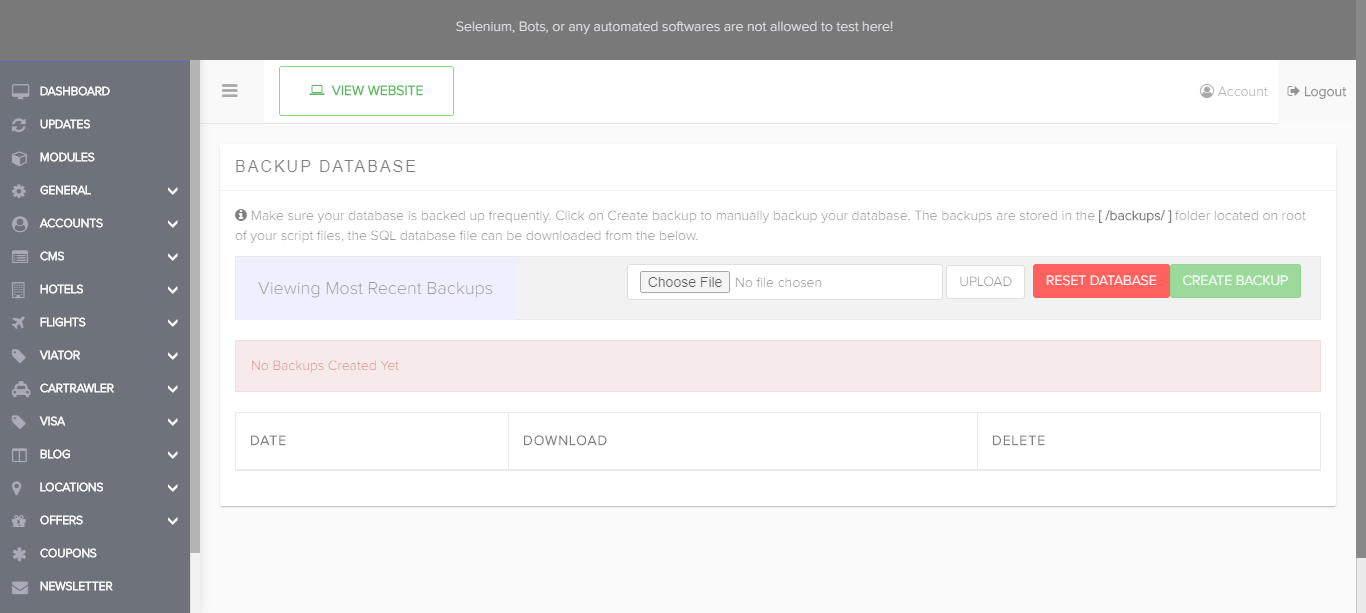 Selenium, Bots, or any automated softwares are not allowed to test here!
VIEW WEBSITE
Account
Logout
DASHBOARD
UPDATES
MODULES
GENERAL
ACCOUNTS
CMS
HOTELS
FLIGHTS
VIATOR
CARTRAWLER
VISA
BLOG
LOCATIONS
OFFERS
COUPONS
NEWSLETTER
BACKUP DATABASE
Make sure your database is backed up frequently. Click on Create backup to manually backup your database. The backups are stored in the [ /backups/ ] folder located on root
of your script files, the SQL database file can be downloaded from the below.
Viewing Most Recent Backups
Choose File No file chosen
UPLOAD
RESET DATABASE
CREATE BACKUP
No Backups Created Yet
DATE
DOWNLOAD
DELETE